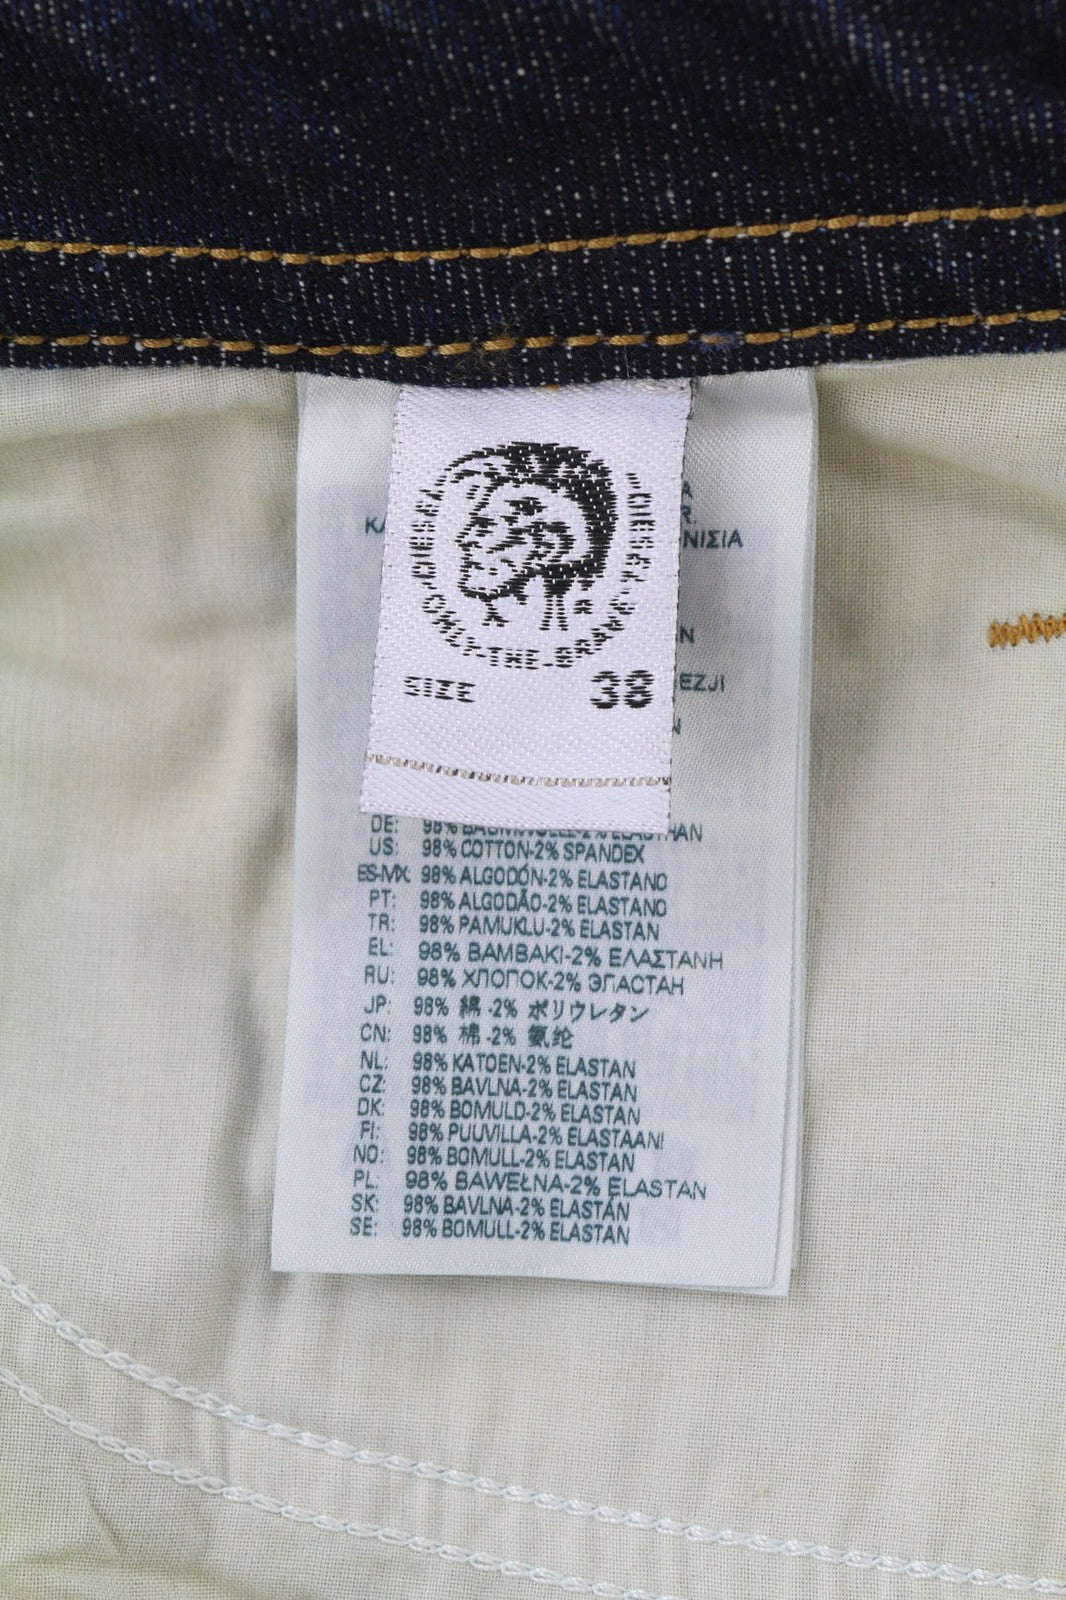 DIESEL
·DIESEL·
ONLY·THE·BRAVE
R
SIZE 38
ΝΙΣΙΑ
EZJI
DE: 98% BAUMWOLLE-2% ELASTHAN
US: 98% COTTON-2% SPANDEX
ES-MX: 98% ALGODÓN-2% ELASTANO
PT: 98% ALGODÃO-2% ELASTANO
TR: 98% PAMUKLU-2% ELASTAN
EL: 98% ΒΑΜΒΑΚΙ-2% ΕΛΑΣΤΑΝΗ
RU: 98% ХЛОПОК-2% ЭЛАСТАН
JP: 98% 綿 -2% ポリウレタン
CN: 98% 棉 -2% 氨纶
NL: 98% KATOEN-2% ELASTAN
CZ: 98% BAVLNA-2% ELASTAN
DK: 98% BOMULD-2% ELASTAN
FI: 98% PUUVILLA-2% ELASTAANI
NO: 98% BOMULL-2% ELASTAN
PL: 98% BAWEŁNA-2% ELASTAN
SK: 98% BAVLNA-2% ELASTÁN
SE: 98% BOMULL-2% ELASTAN